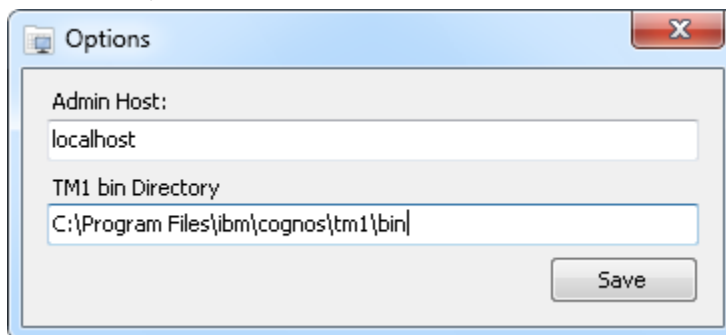 Options
Admin Host:
localhost
TM1 bin Directory
C:\Program Files\ibm\cognos\tm1\bin
Save